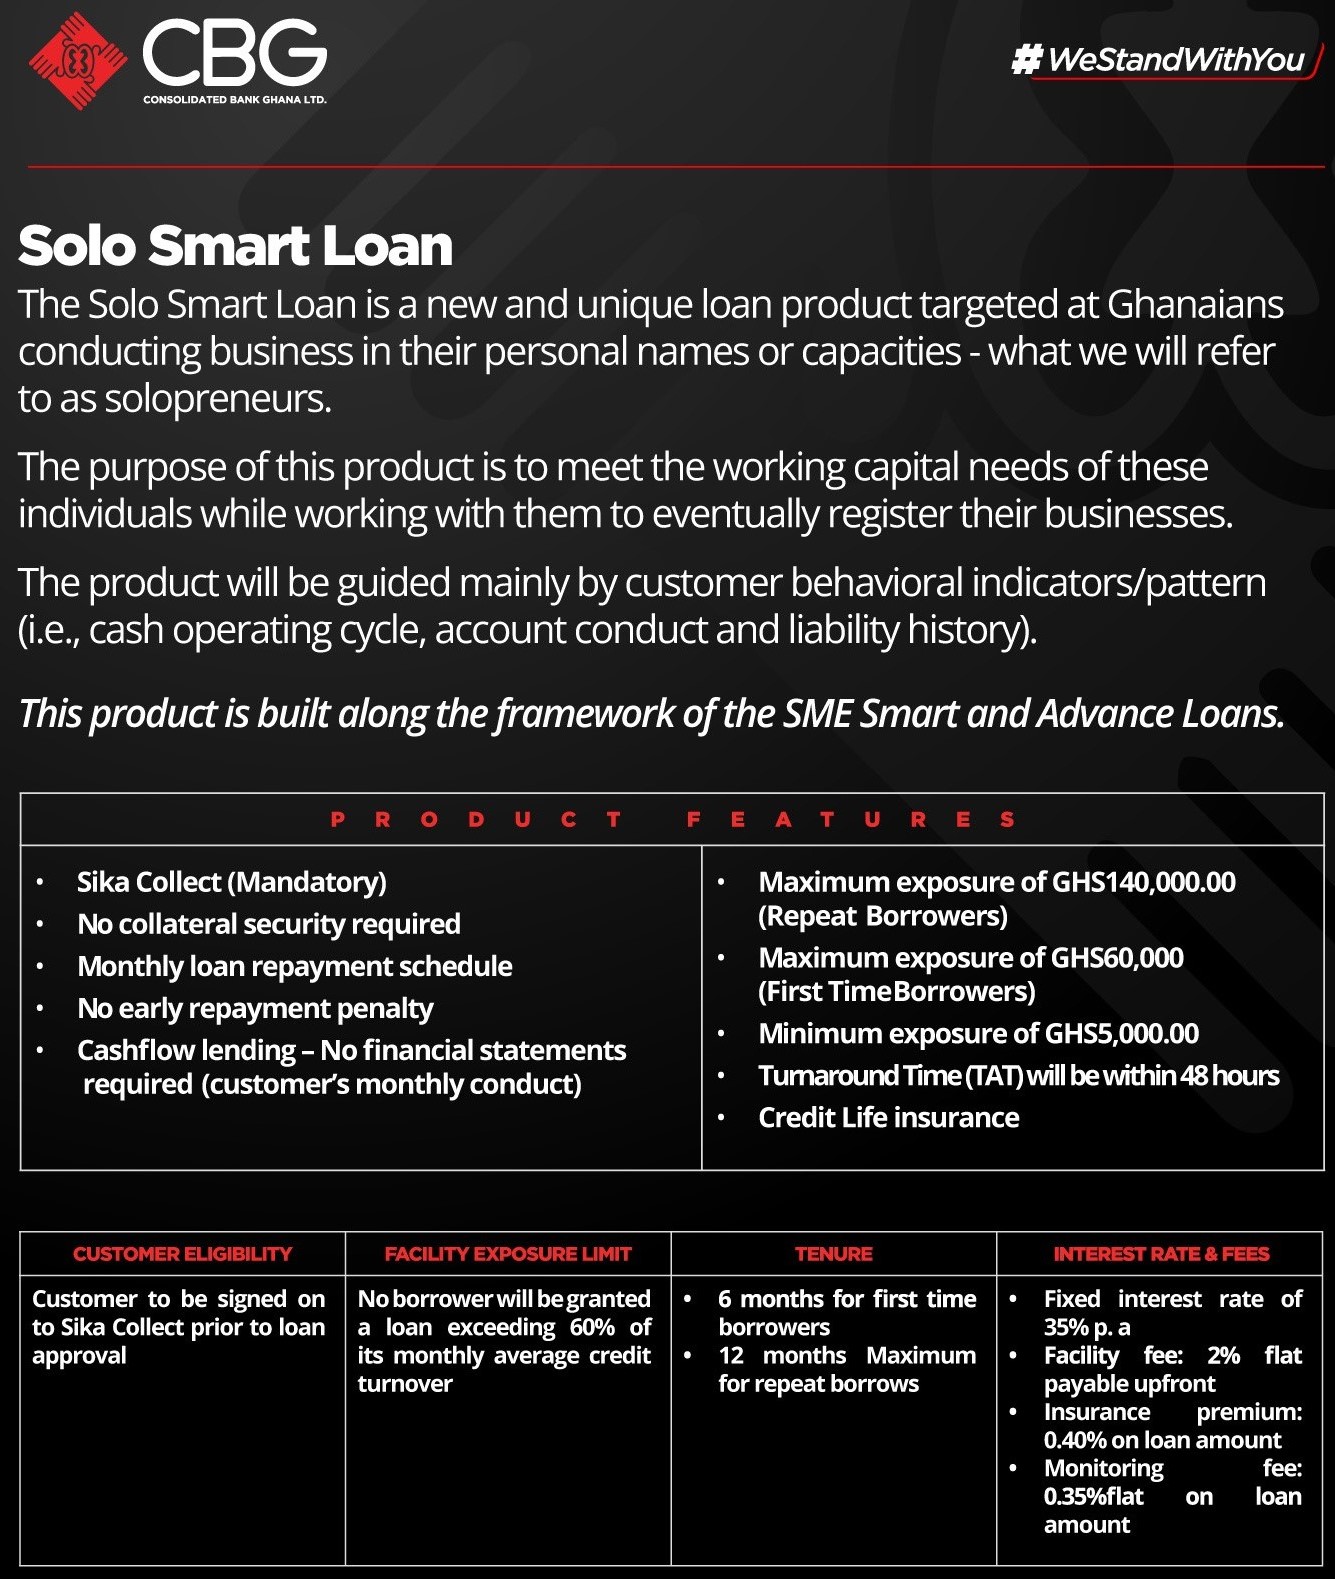 CBG
CONSOLIDATED BANK GHANA LTD.
#WeStandWithYou
Solo Smart Loan
The Solo Smart Loan is a new and unique loan product targeted at Ghanaians
conducting business in their personal names or capacities - what we will refer
to as solopreneurs.
The purpose of this product is to meet the working capital needs of these
individuals while working with them to eventually register their businesses.
The product will be guided mainly by customer behavioral indicators/pattern
(i.e., cash operating cycle, account conduct and liability history).
This product is built along the framework of the SME Smart and Advance Loans.
PRODUCT FEATURES
• Sika Collect (Mandatory)
• No collateral security required
• Monthly loan repayment schedule
• No early repayment penalty
• Cashflow lending – No financial statements
required (customer’s monthly conduct)
• Maximum exposure of GHS140,000.00
(Repeat Borrowers)
• Maximum exposure of GHS60,000
(First TimeBorrowers)
• Minimum exposure of GHS5,000.00
• Turnaround Time (TAT) will be within 48 hours
• Credit Life insurance
CUSTOMER ELIGIBILITY
Customer to be signed on
to Sika Collect prior to loan
approval
FACILITY EXPOSURE LIMIT
No borrower will be granted
a loan exceeding 60% of
its monthly average credit
turnover
TENURE
• 6 months for first time
borrowers
• 12 months Maximum
for repeat borrows
INTEREST RATE & FEES
• Fixed interest rate of
35% p. a
• Facility fee: 2% flat
payable upfront
• Insurance premium:
0.40% on loan amount
• Monitoring fee:
0.35%flat on loan
amount